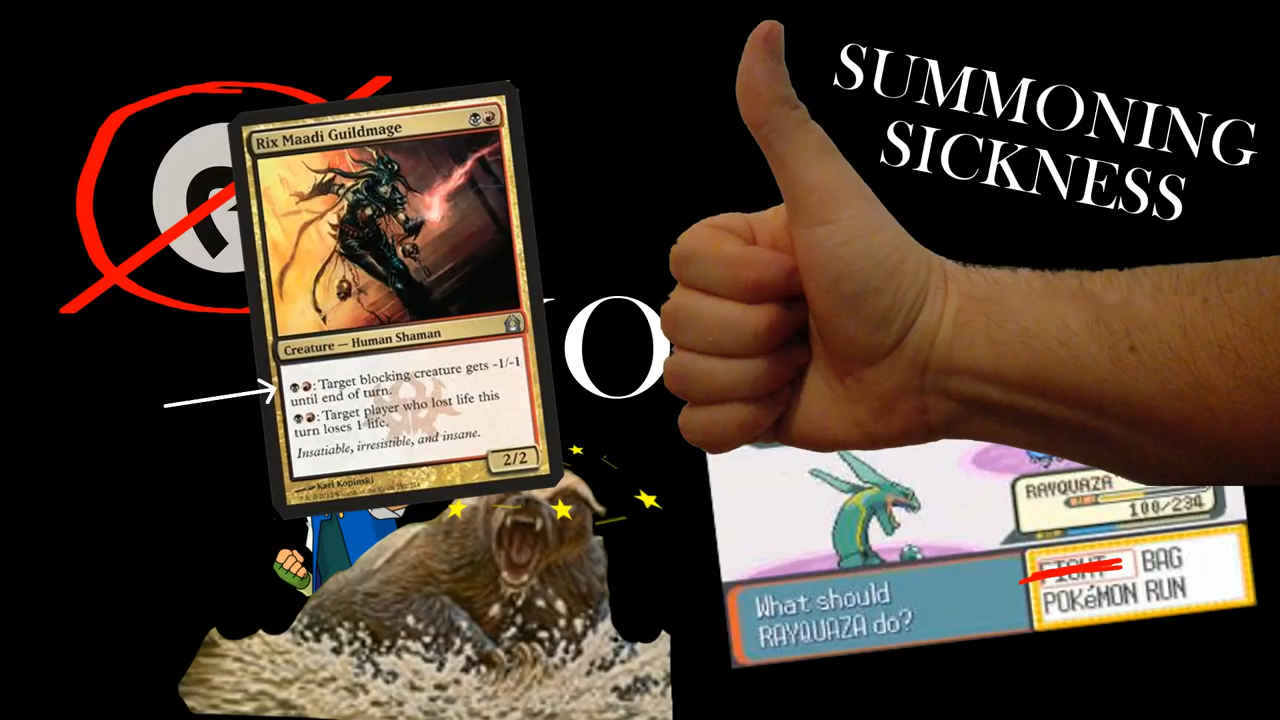 SUMMONING
SICKNESS
Rix Maadi Guildmage
O
Creature — Human Shaman
: Target blocking creature gets -1/-1
until end of turn.
: Target player who lost life this
turn loses 1 life.
Insatiable, irresistible, and insane.
2/2
Karl Kopinski
RAYQUAZA
100/234
What should
RAYQUAZA do?
FIGHT BAG
POKéMON RUN